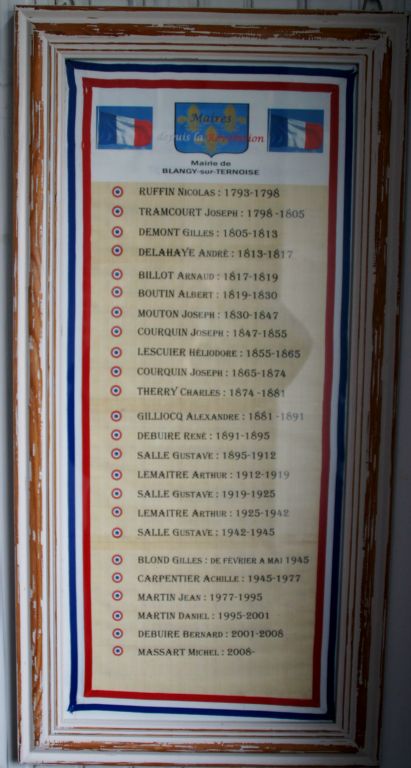 Maires
depuis la Révolution
Mairie de
BLANGY-sur-TERNOISE
RUFFIN NICOLAS : 1793-1798
TRAMCOURT JOSEPH : 1798 -1805
DEMONT GILLES : 1805-1813
DELAHAYE ANDRÉ : 1813-1817
BILLOT ARNAUD : 1817-1819
BOUTIN ALBERT : 1819-1830
MOUTON JOSEPH : 1830-1847
COURQUIN JOSEPH : 1847-1855
LESCUIER HÉLIODORE : 1855-1865
COURQUIN JOSEPH : 1865-1874
THERRY CHARLES : 1874 -1881
GILLIOCQ ALEXANDRE : 1881 -1891
DEBUIRE RENÉ : 1891-1895
SALLE GUSTAVE : 1895-1912
LEMAITRE ARTHUR : 1912-1919
SALLE GUSTAVE : 1919-1925
LEMAITRE ARTHUR : 1925-1942
SALLE GUSTAVE : 1942-1945
BLOND GILLES : DE FÉVRIER A MAI 1945
CARPENTIER ACHILLE : 1945-1977
MARTIN JEAN : 1977-1995
MARTIN DANIEL : 1995-2001
DEBUIRE BERNARD : 2001-2008
MASSART MICHEL : 2008-